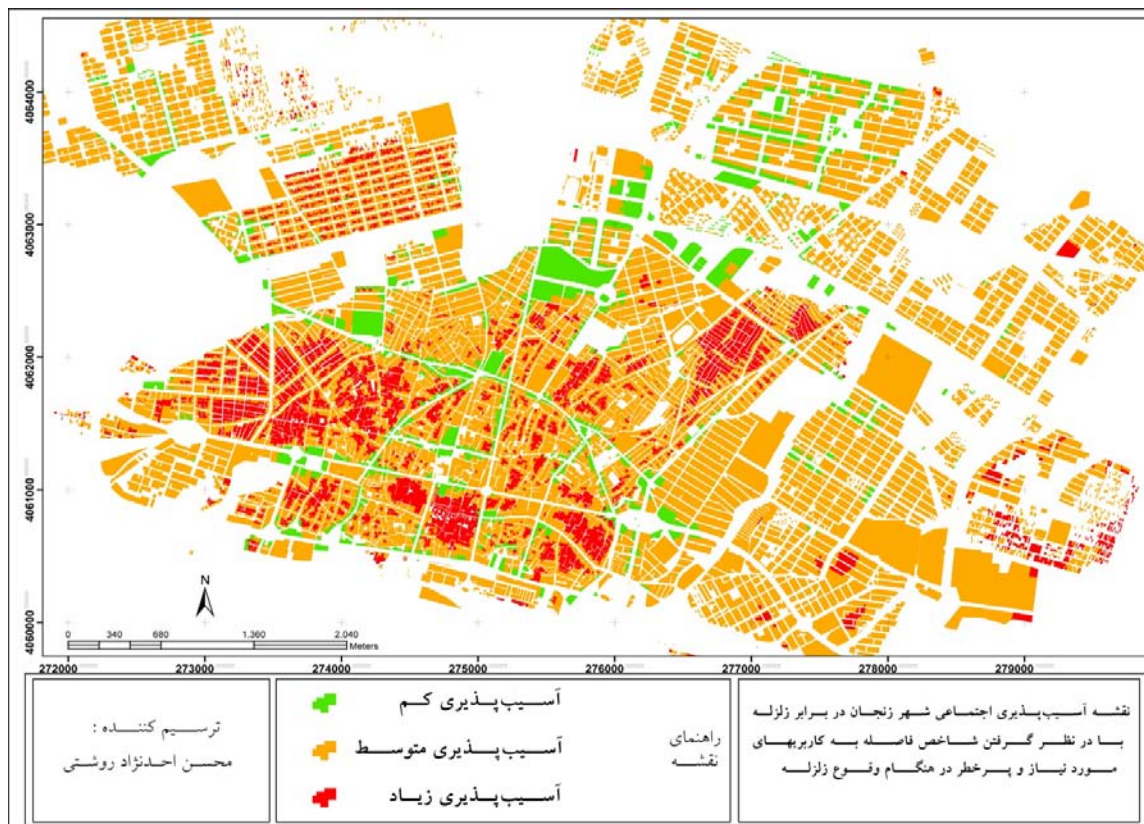 4064000
4063000
4062000
4061000
4060000
N
0 340 680 1,360 2,040
Meters
272000 273000 274000 275000 276000 277000 278000 279000
نقشه آسیب‌پذیری اجتماعی شهر زنجان در برابر زلزله
با در نظر گرفتن شاخص فاصله به کاربریهای
مورد نیاز و پرخطر در هنگام وقوع زلزله
راهنمای
نقشه
آسیب‌پذیری کم
آسیب‌پذیری متوسط
آسیب‌پذیری زیاد
ترسیم کننده :
محسن احدنژاد روشتی